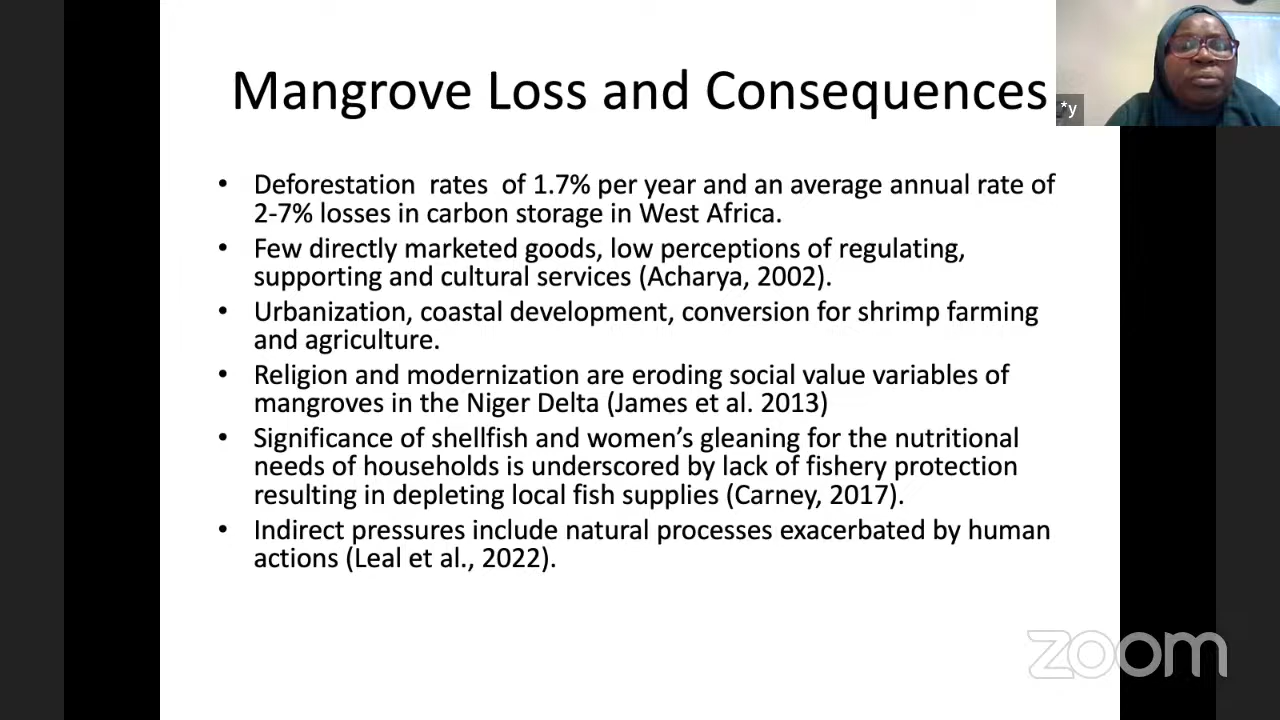 Mangrove Loss and Consequences
*y
• Deforestation rates of 1.7% per year and an average annual rate of
2-7% losses in carbon storage in West Africa.
• Few directly marketed goods, low perceptions of regulating,
supporting and cultural services (Acharya, 2002).
• Urbanization, coastal development, conversion for shrimp farming
and agriculture.
• Religion and modernization are eroding social value variables of
mangroves in the Niger Delta (James et al. 2013)
• Significance of shellfish and women’s gleaning for the nutritional
needs of households is underscored by lack of fishery protection
resulting in depleting local fish supplies (Carney, 2017).
• Indirect pressures include natural processes exacerbated by human
actions (Leal et al., 2022).
zoom